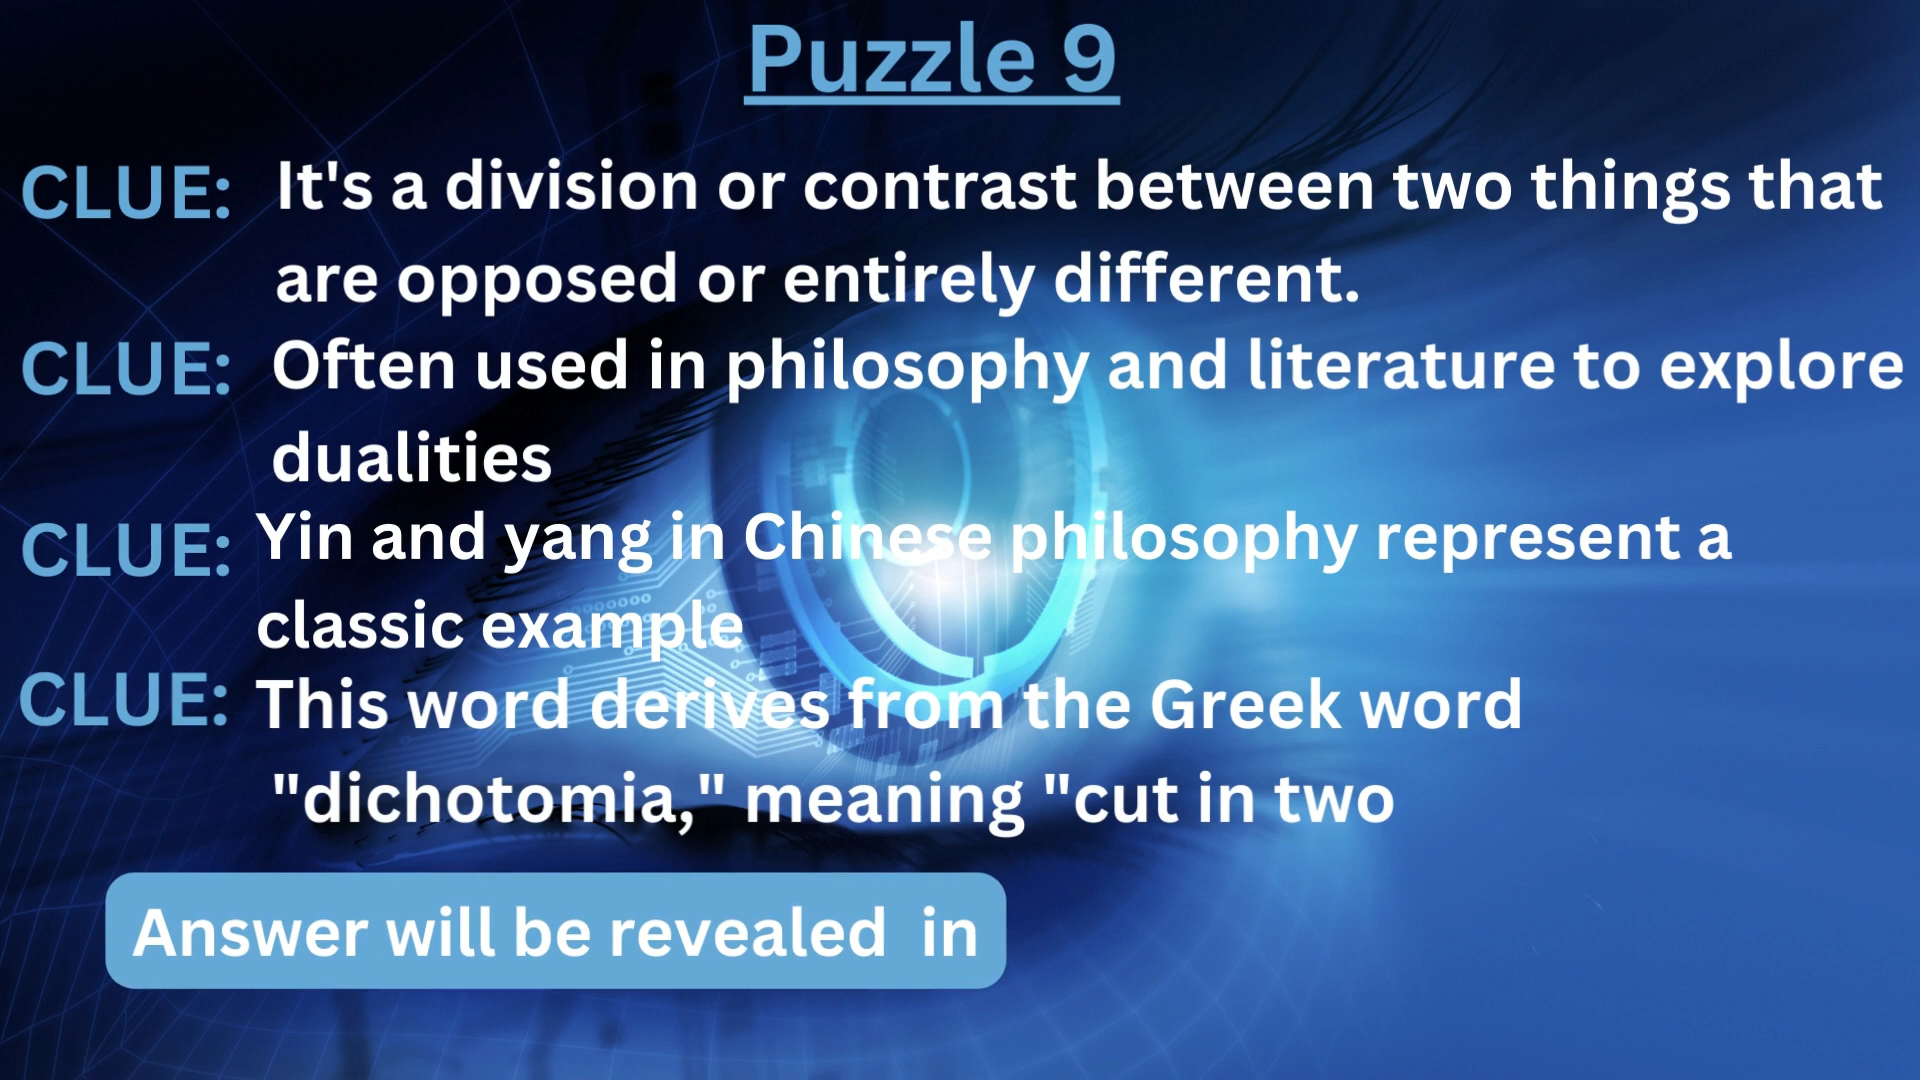 Puzzle 9
CLUE: It's a division or contrast between two things that
are opposed or entirely different.
CLUE: Often used in philosophy and literature to explore
dualities
CLUE: Yin and yang in Chinese philosophy represent a
classic example
CLUE: This word derives from the Greek word
"dichotomia," meaning "cut in two
Answer will be revealed in